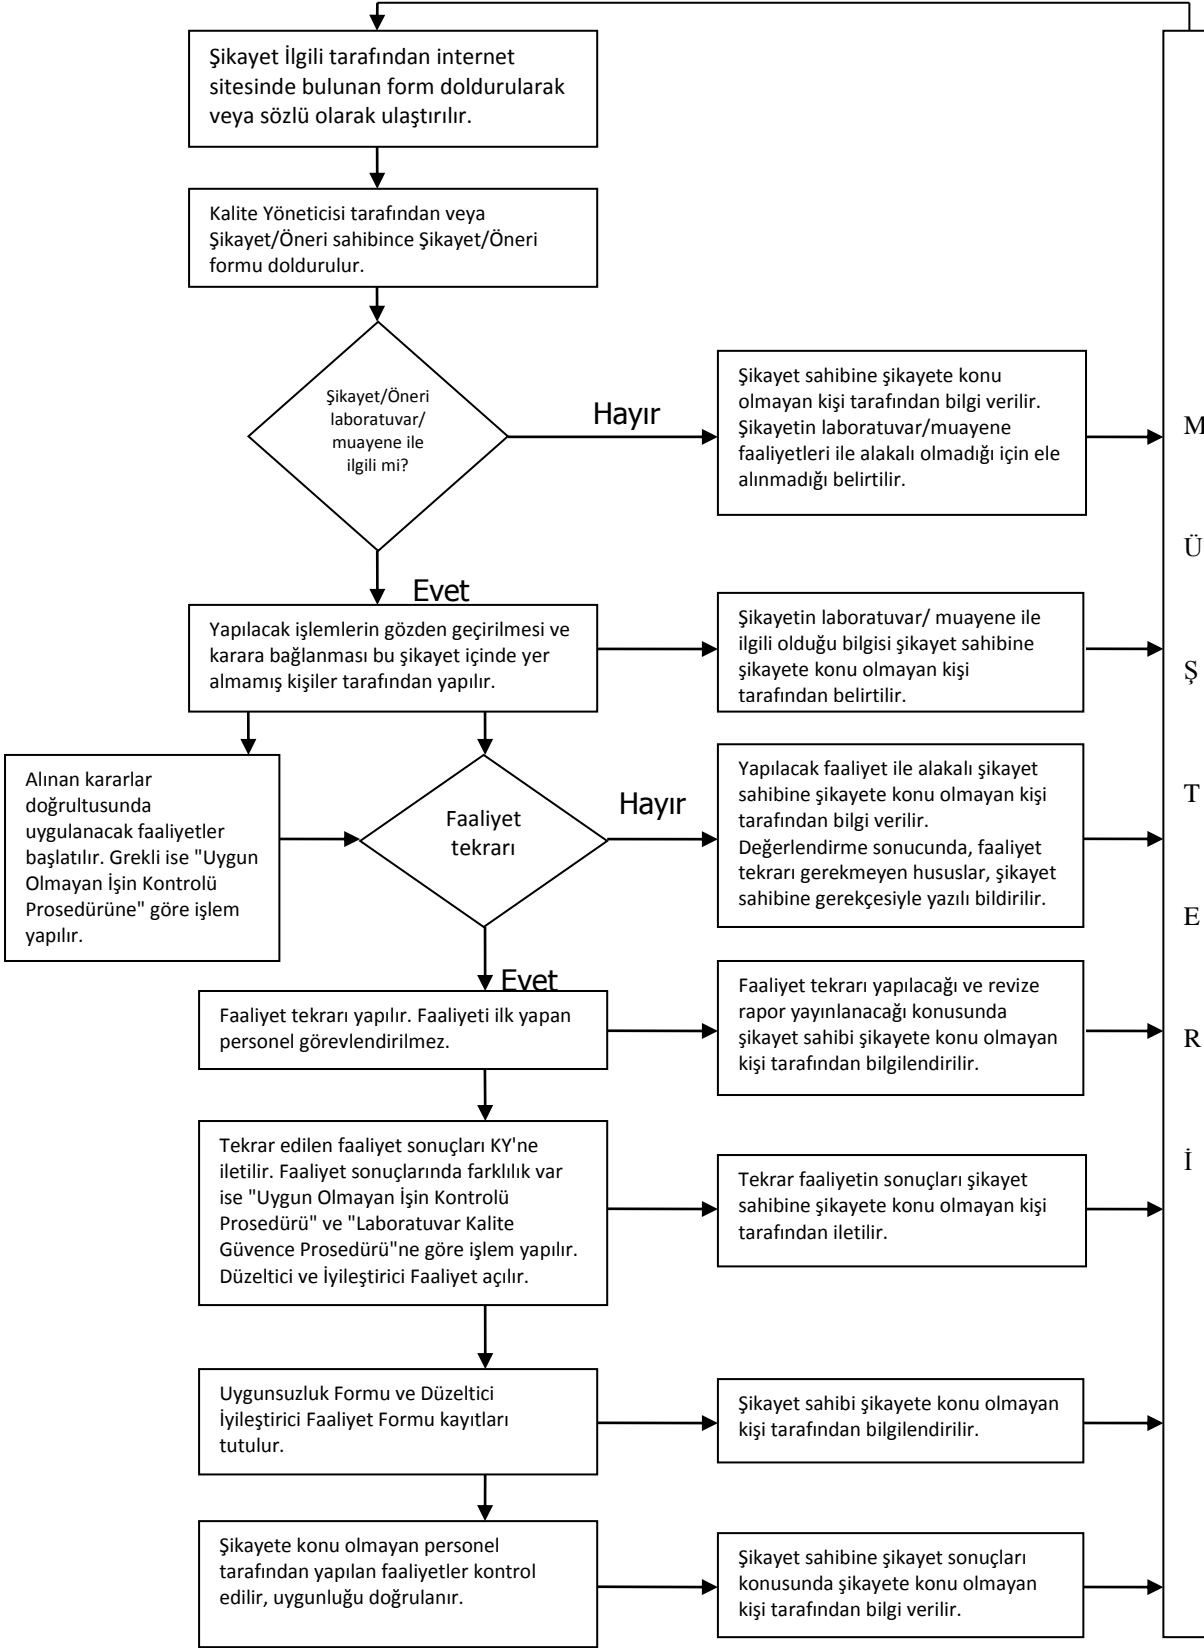 Şikayet İlgili tarafından internet
sitesinde bulunan form doldurularak
veya sözlü olarak ulaştırılır.
Kalite Yöneticisi tarafından veya
Şikayet/Öneri sahibince Şikayet/Öneri
formu doldurulur.
Şikayet/Öneri
laboratuvar/
muayene ile
ilgili mi?
Hayır
Şikayet sahibine şikayete konu
olmayan kişi tarafından bilgi verilir.
Şikayetin laboratuvar/muayene
faaliyetleri ile alakalı olmadığı için ele
alınmadığı belirtilir.
Evet
Yapılacak işlemlerin gözden geçirilmesi ve
karara bağlanması bu şikayet içinde yer
almamış kişiler tarafından yapılır.
Şikayetin laboratuvar/ muayene ile
ilgili olduğu bilgisi şikayet sahibine
şikayete konu olmayan kişi
tarafından belirtilir.
Alınan kararlar
doğrultusunda
uygulanacak faaliyetler
başlatılır. Grekli ise "Uygun
Olmayan İşin Kontrolü
Prosedürüne" göre işlem
yapılır.
Faaliyet
tekrarı
Hayır
Yapılacak faaliyet ile alakalı şikayet
sahibine şikayete konu olmayan kişi
tarafından bilgi verilir.
Değerlendirme sonucunda, faaliyet
tekrarı gerekmeyen hususlar, şikayet
sahibine gerekçesiyle yazılı bildirilir.
Evet
Faaliyet tekrarı yapılır. Faaliyeti ilk yapan
personel görevlendirilmez.
Faaliyet tekrarı yapılacağı ve revize
rapor yayınlanacağı konusunda
şikayet sahibi şikayete konu olmayan
kişi tarafından bilgilendirilir.
Tekrar edilen faaliyet sonuçları KY'ne
iletilir. Faaliyet sonuçlarında farklılık var
ise "Uygun Olmayan İşin Kontrolü
Prosedürü" ve "Laboratuvar Kalite
Güvence Prosedürü"ne göre işlem yapılır.
Düzeltici ve İyileştirici Faaliyet açılır.
Tekrar faaliyetin sonuçları şikayet
sahibine şikayete konu olmayan kişi
tarafından iletilir.
Uygunsuzluk Formu ve Düzeltici
İyileştirici Faaliyet Formu kayıtları
tutulur.
Şikayet sahibi şikayete konu olmayan
kişi tarafından bilgilendirilir.
Şikayete konu olmayan personel
tarafından yapılan faaliyetler kontrol
edilir, uygunluğu doğrulanır.
Şikayet sahibine şikayet sonuçları
konusunda şikayete konu olmayan
kişi tarafından bilgi verilir.
M
Ü
Ş
T
E
R
İ